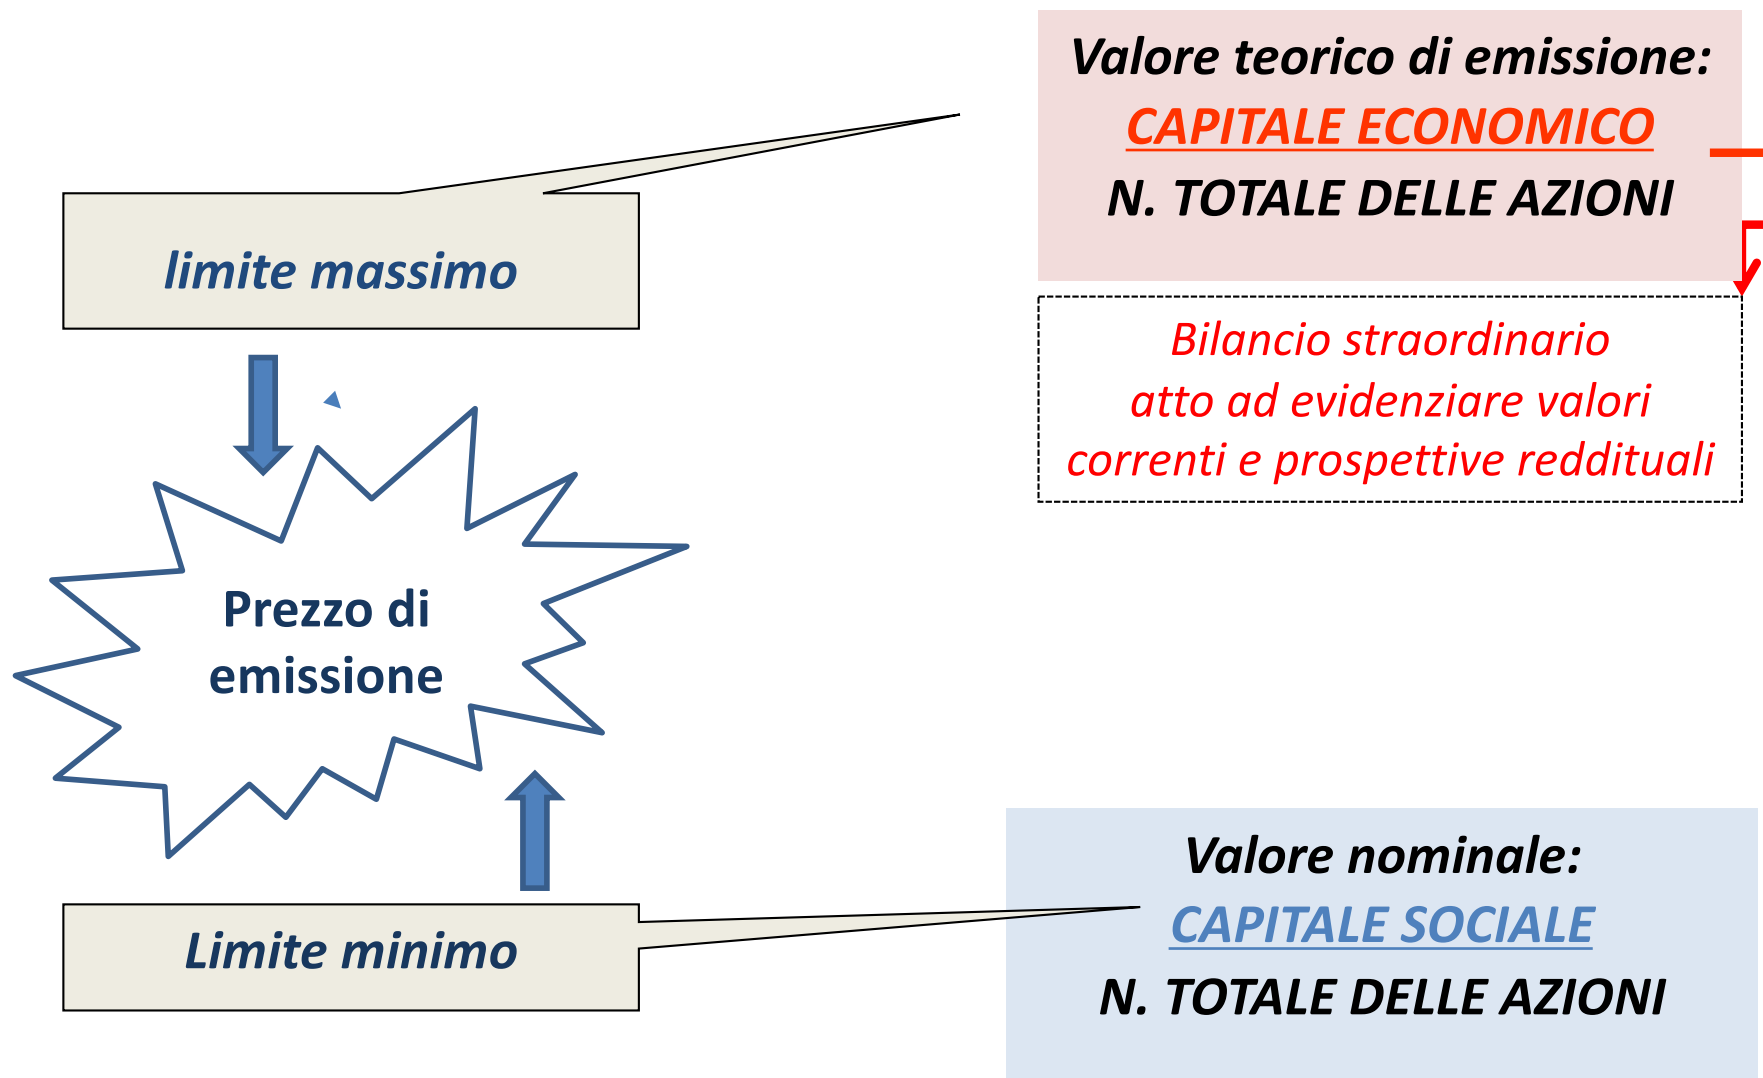 Valore teorico di emissione:
CAPITALE ECONOMICO
N. TOTALE DELLE AZIONI
limite massimo
Bilancio straordinario
atto ad evidenziare valori
correnti e prospettive reddituali
Prezzo di
emissione
Valore nominale:
CAPITALE SOCIALE
N. TOTALE DELLE AZIONI
Limite minimo